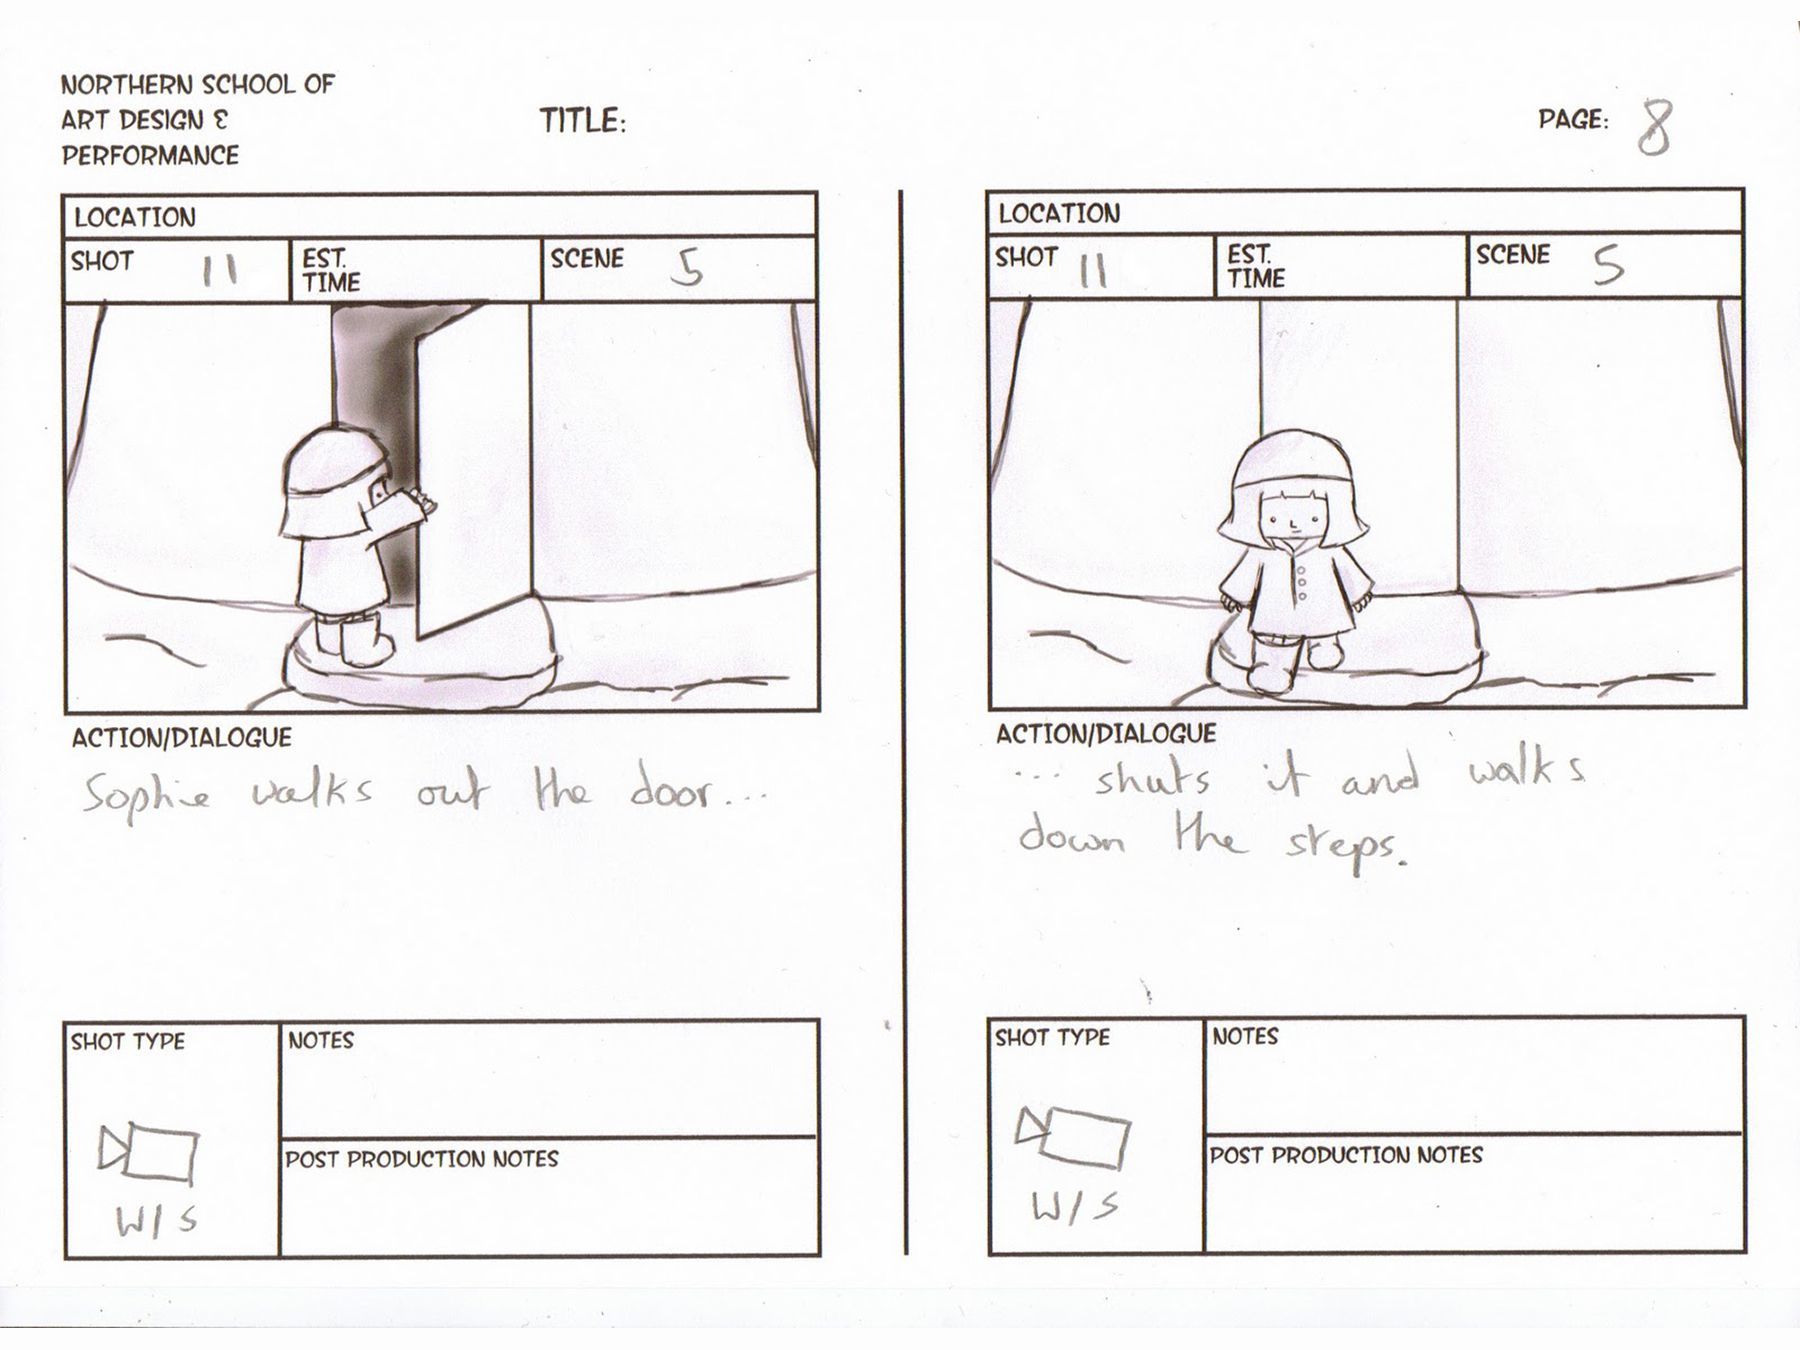 NORTHERN SCHOOL OF
ART DESIGN &
PERFORMANCE
TITLE:
PAGE: 8
LOCATION
SHOT 11
EST.
TIME
SCENE 5
ACTION/DIALOGUE
Sophie walks out the door...
SHOT TYPE
W/S
NOTES
POST PRODUCTION NOTES
LOCATION
SHOT 11
EST.
TIME
SCENE 5
ACTION/DIALOGUE
... shuts it and walks
down the steps.
SHOT TYPE
W/S
NOTES
POST PRODUCTION NOTES